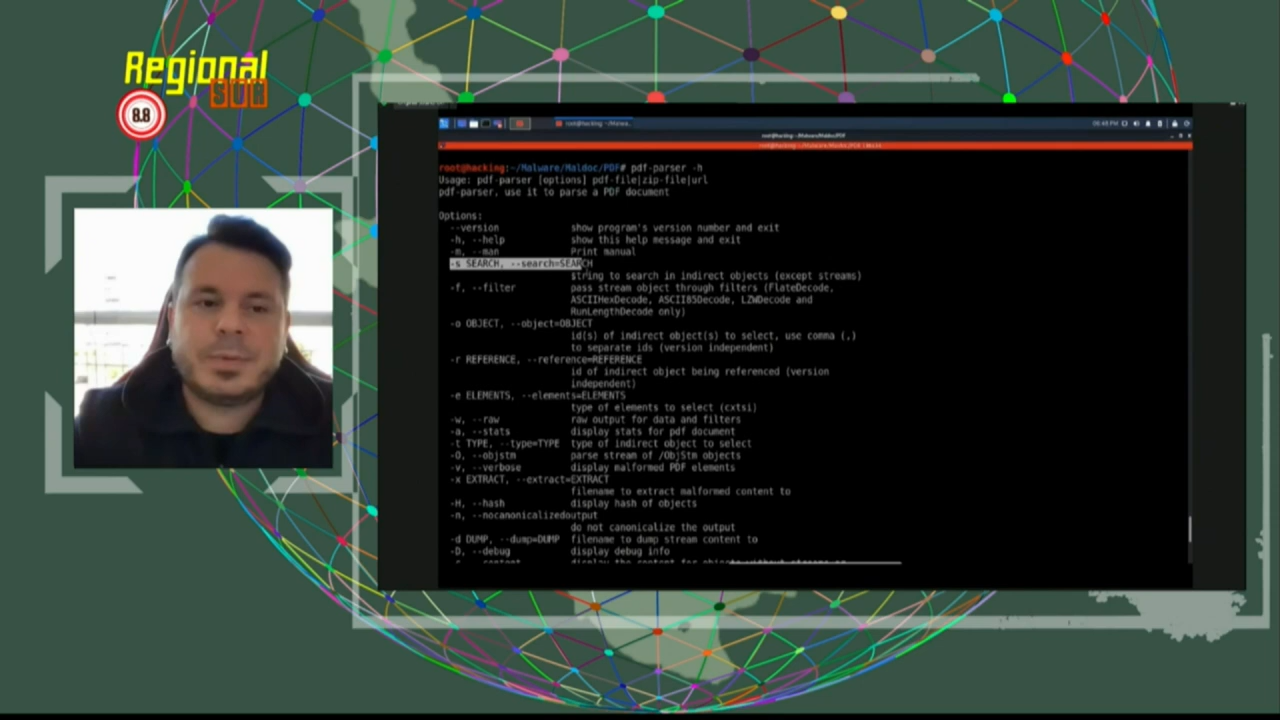 Regional
SUR
8.8
root@hacking:~/Malware/Maldoc/PDF
root@hacking:~/Malware/Maldoc/PDF# pdf-parser -h
Usage: pdf-parser [options] pdf-file|zip-file|url
pdf-parser, use it to parse a PDF document
Options:
--version show program's version number and exit
-h, --help show this help message and exit
-m, --man Print manual
-s SEARCH, --search=SEARCH
string to search in indirect objects (except streams)
-f, --filter pass stream object through filters (FlateDecode,
ASCIIHexDecode, ASCII85Decode, LZWDecode and
RunLengthDecode only)
-o OBJECT, --object=OBJECT
id(s) of indirect object(s) to select, use comma (,)
to separate ids (version independent)
-r REFERENCE, --reference=REFERENCE
id of indirect object being referenced (version
independent)
-e ELEMENTS, --elements=ELEMENTS
type of elements to select (cxtsi)
-w, --raw raw output for data and filters
-a, --stats display stats for pdf document
-t TYPE, --type=TYPE type of indirect object to select
-O, --objstm parse stream of /ObjStm objects
-v, --verbose display malformed PDF elements
-x EXTRACT, --extract=EXTRACT
filename to extract malformed content to
-H, --hash display hash of objects
-n, --nocanonicalizedoutput
do not canonicalize the output
-d DUMP, --dump=DUMP filename to dump stream content to
-D, --debug display debug info